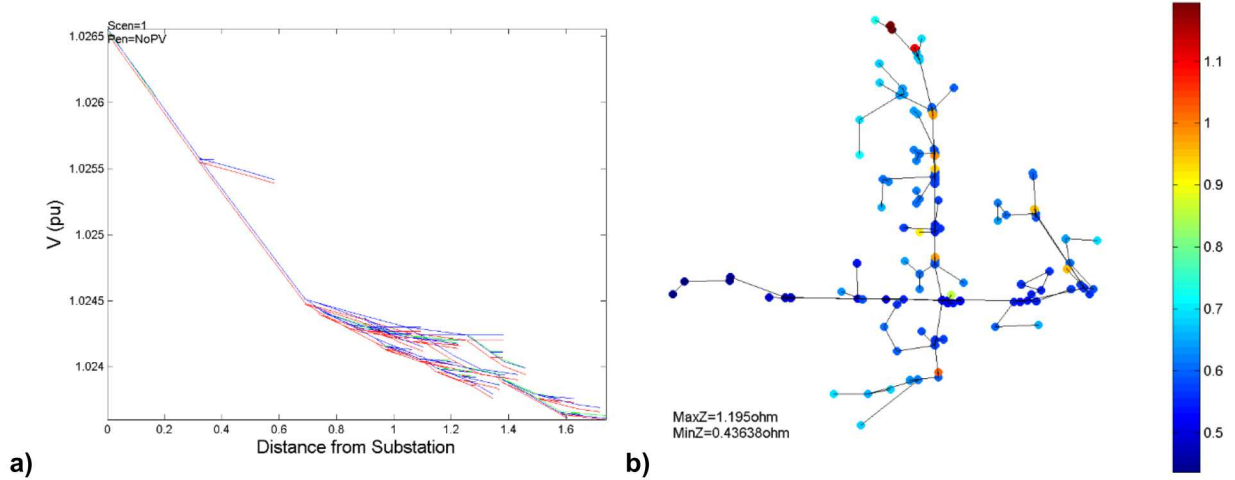 Scen=1
Pen=NoPV
1.0265
1.026
1.0255
1.025
1.0245
1.024
V (pu)
0 0.2 0.4 0.6 0.8 1 1.2 1.4 1.6
Distance from Substation
a)
MaxZ=1.195ohm
MinZ=0.43638ohm
b)
1.1
1
0.9
0.8
0.7
0.6
0.5